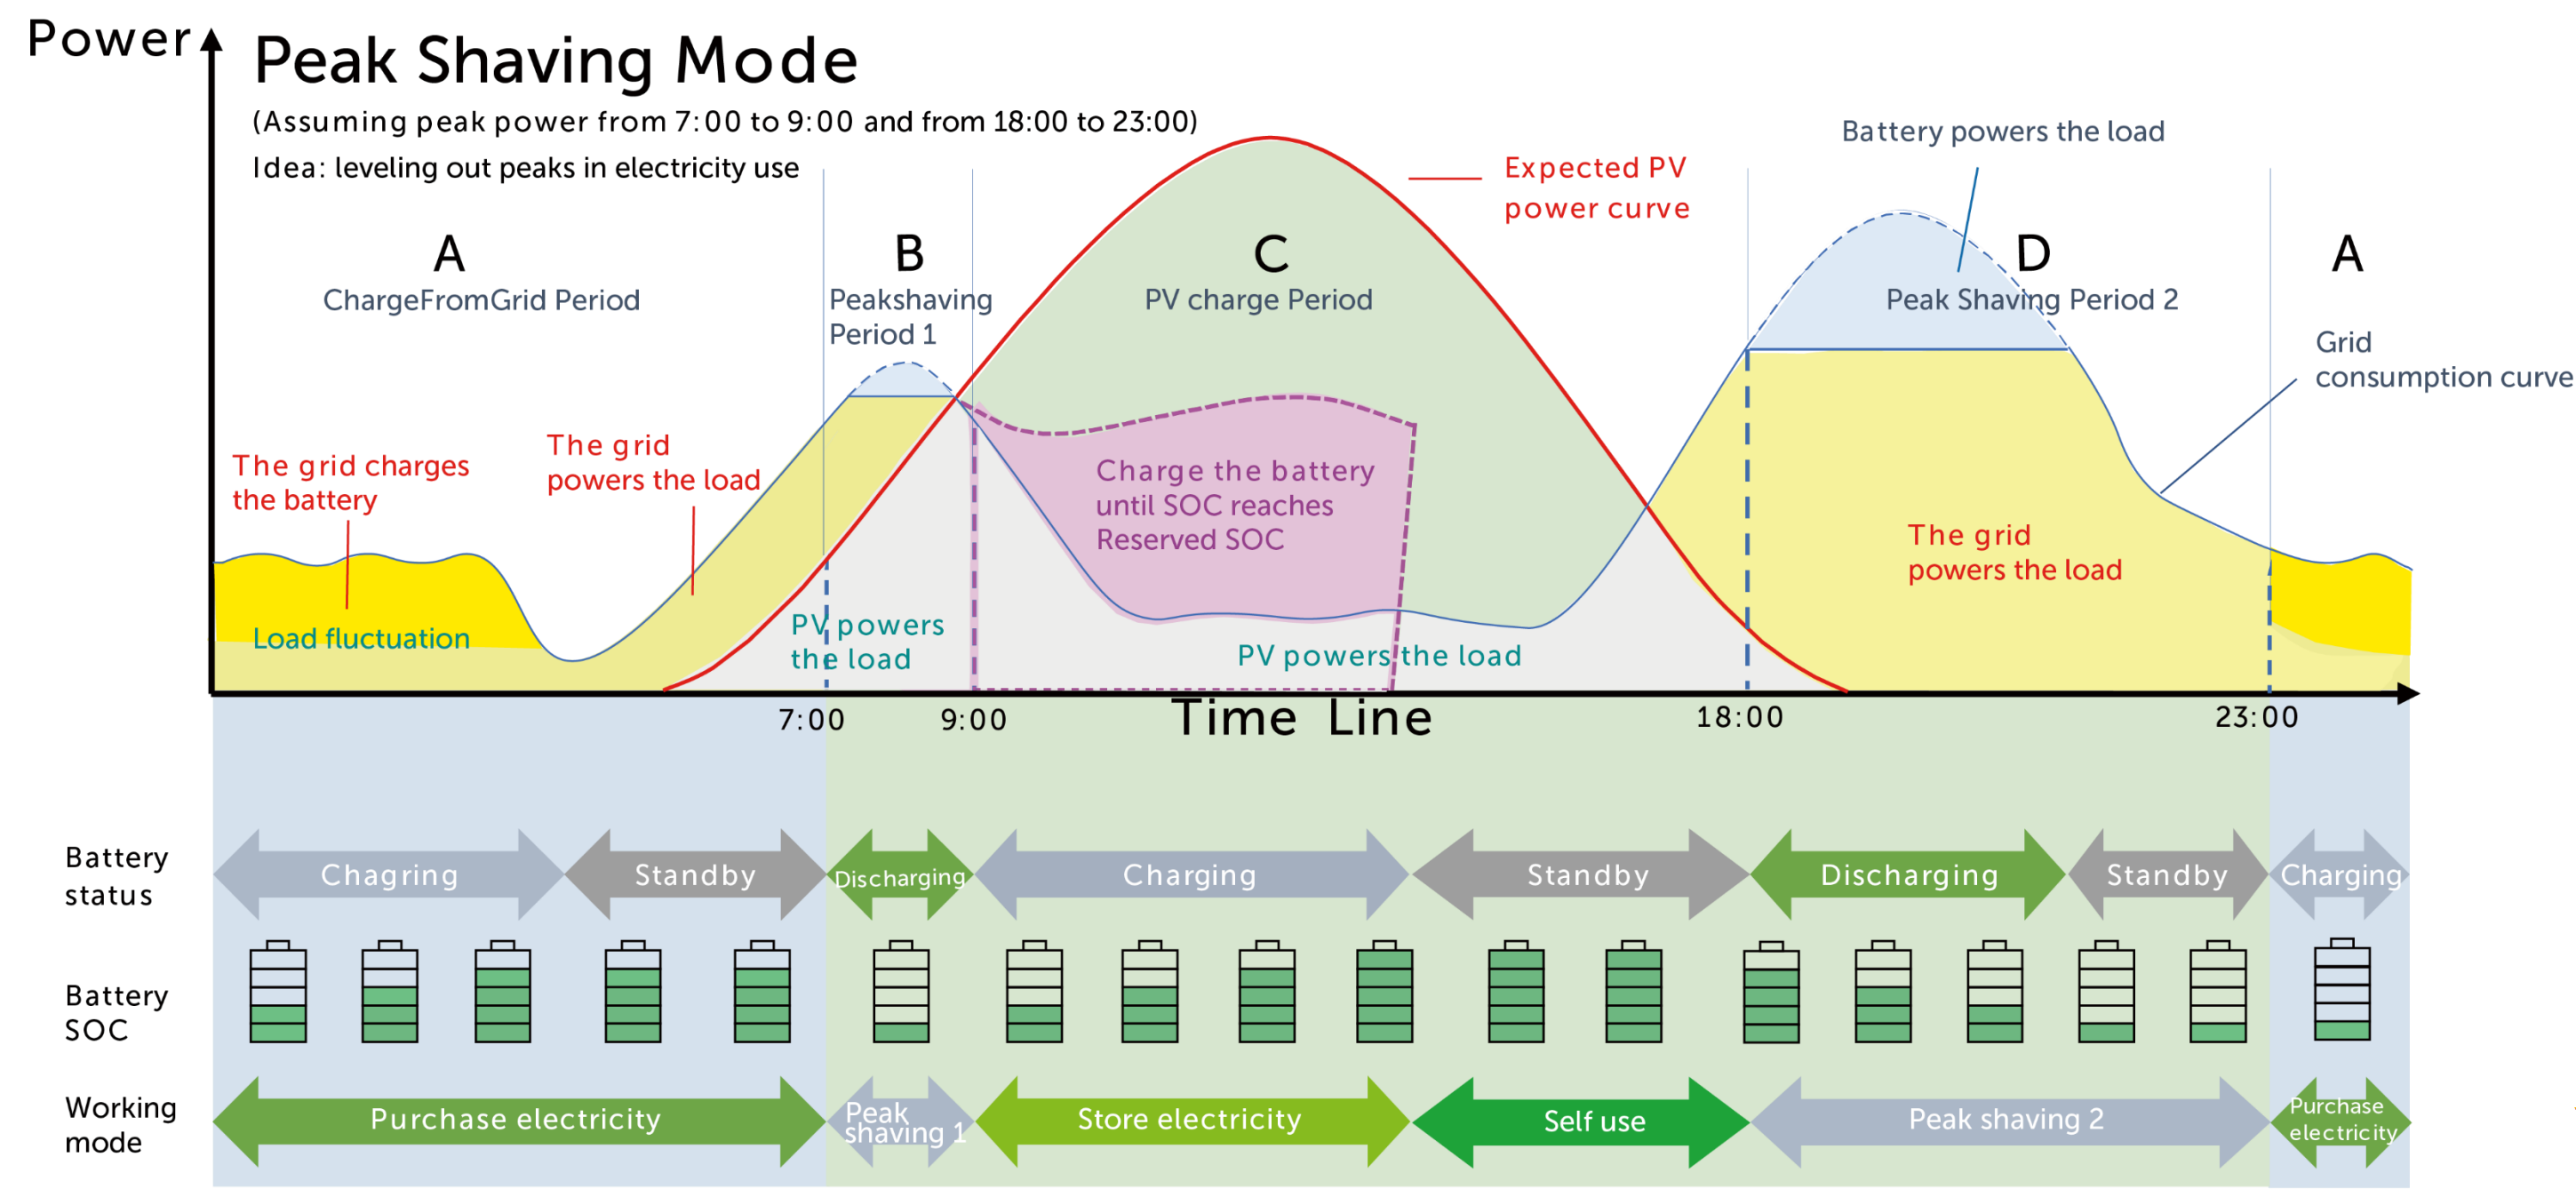 Power
Peak Shaving Mode
(Assuming peak power from 7:00 to 9:00 and from 18:00 to 23:00)
Idea: leveling out peaks in electricity use
Battery powers the load
Expected PV
power curve
A
ChargeFromGrid Period
B
Peakshaving
Period 1
C
PV charge Period
D
Peak Shaving Period 2
A
Grid
consumption curve
The grid charges
the battery
The grid
powers the load
Charge the battery
until SOC reaches
Reserved SOC
The grid
powers the load
Load fluctuation
PV powers
the load
PV powers the load
7:00
9:00
Time Line
18:00
23:00
Battery
status
Chagring
Standby
Discharging
Charging
Standby
Discharging
Standby
Charging
Battery
SOC
Working
mode
Purchase electricity
Peak
shaving 1
Store electricity
Self use
Peak shaving 2
Purchase
electricity